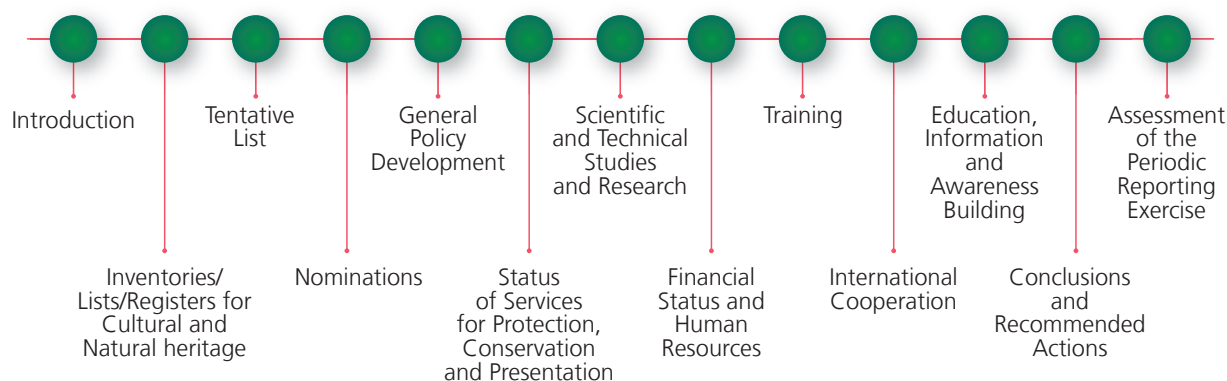 Introduction
Inventories/
Lists/Registers for
Cultural and
Natural heritage
Tentative
List
Nominations
General
Policy
Development
Status
of Services
for Protection,
Conservation
and Presentation
Scientific
and Technical
Studies
and Research
Financial
Status and
Human
Resources
Training
International
Cooperation
Education,
Information
and
Awareness
Building
Conclusions
and
Recommended
Actions
Assessment
of the
Periodic
Reporting
Exercise